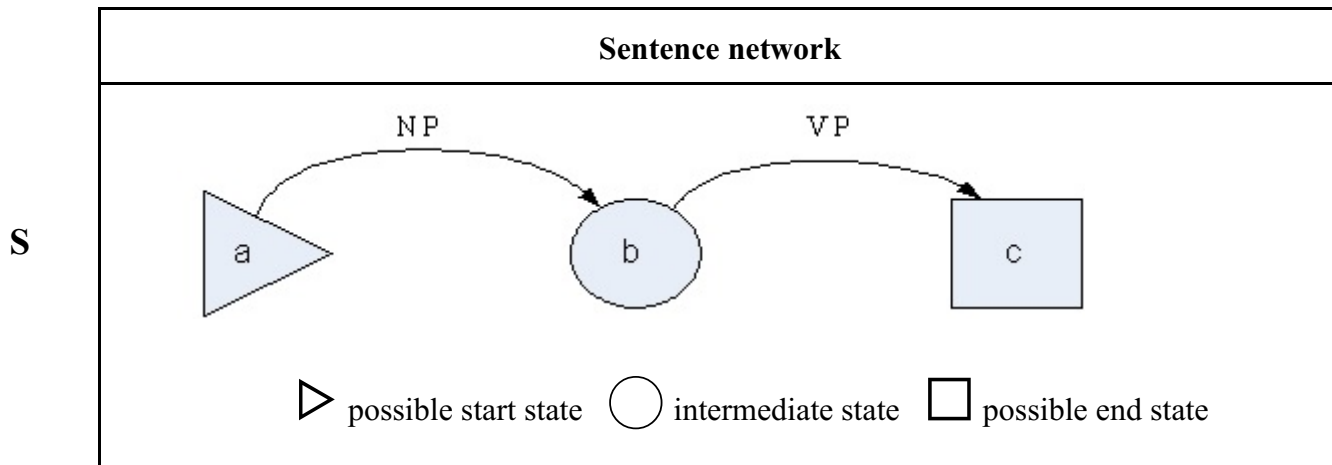 Sentence network
NP VP
S a b c
possible start state intermediate state possible end state